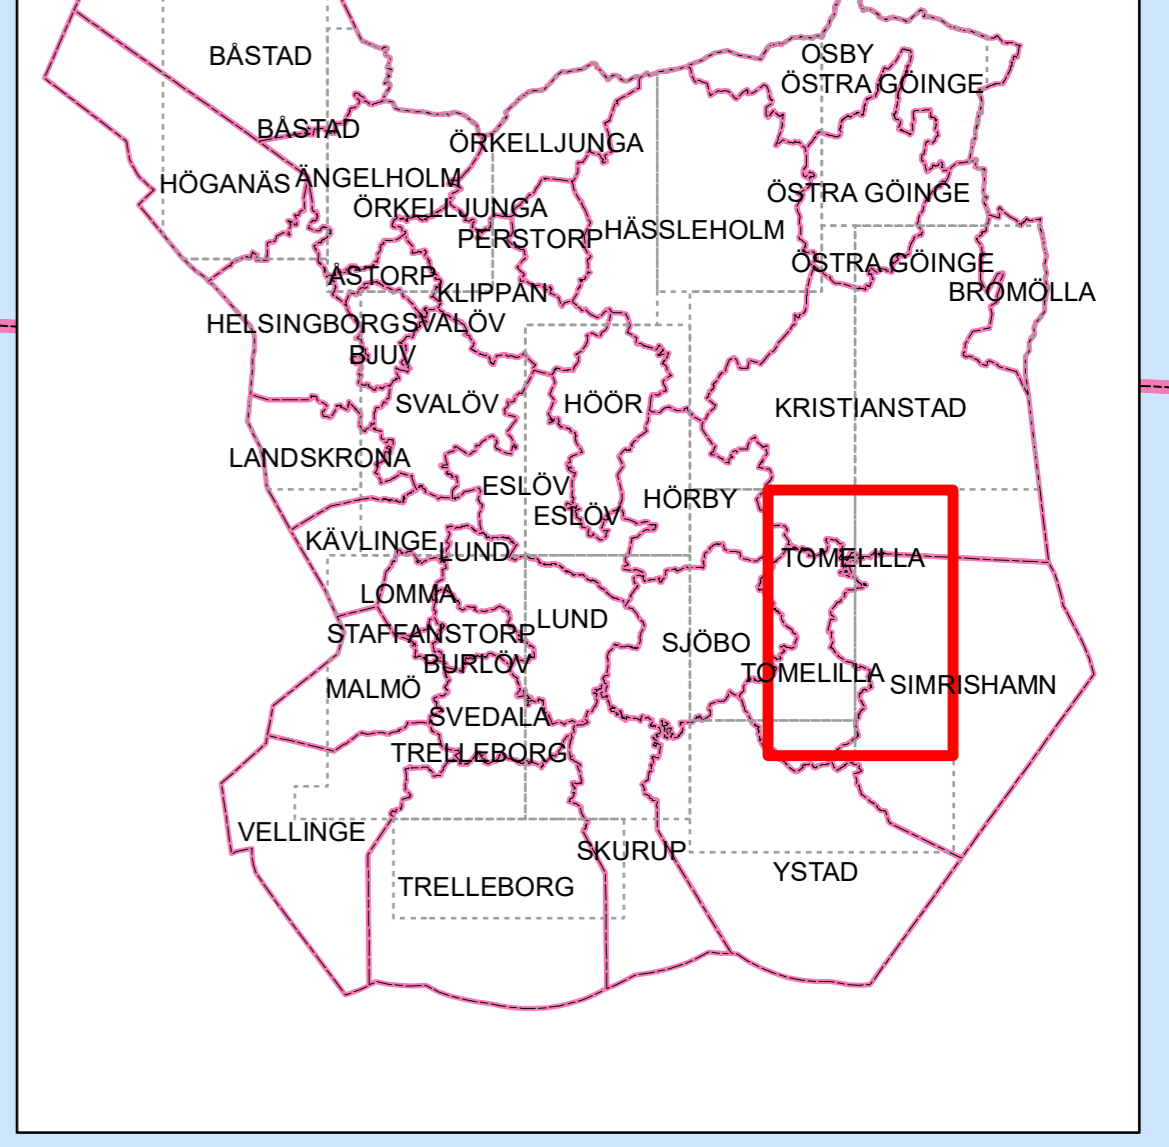 BÅSTAD
OSBY
ÖSTRA GÖINGE
BÅSTAD
ÖRKELLJUNGA
HÖGANÄS
ÄNGELHOLM
ÖSTRA GÖINGE
ÖRKELLJUNGA
HÄSSLEHOLM
PERSTORP
ÖSTRA GÖINGE
ÅSTORP
KLIPPAN
BROMÖLLA
HELSINGBORG
SVALÖV
BJUV
SVALÖV
HÖÖR
KRISTIANSTAD
LANDSKRONA
ESLÖV
HÖRBY
ESLÖV
KÄVLINGE
LUND
TOMELILLA
LOMMA
LUND
STAFFANSTORP
SJÖBO
BURLÖV
TOMELILLA
MALMÖ
SIMRISHAMN
SVEDALA
TRELLEBORG
VELLINGE
SKURUP
YSTAD
TRELLEBORG